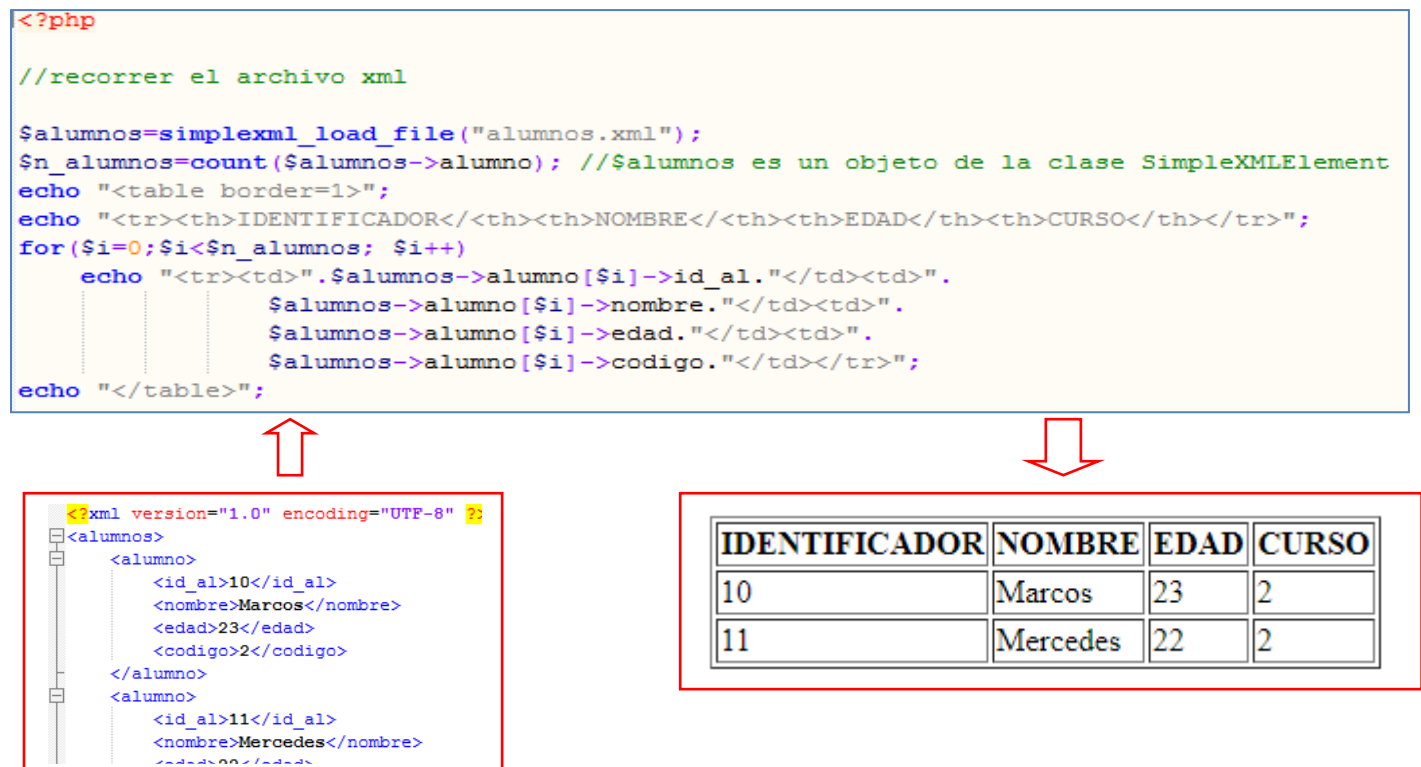 <?php
//recorrer el archivo xml
$alumnos=simplexml_load_file("alumnos.xml");
$n_alumnos=count($alumnos->alumno); //$alumnos es un objeto de la clase SimpleXMLElement
echo "<table border=1>";
echo "<tr><th>IDENTIFICADOR</<th><th>NOMBRE</<th><th>EDAD</th><th>CURSO</th></tr>";
for($i=0;$i<$n_alumnos; $i++)
echo "<tr><td>".$alumnos->alumno[$i]->id_al."</td><td>".
$alumnos->alumno[$i]->nombre."</td><td>".
$alumnos->alumno[$i]->edad."</td><td>".
$alumnos->alumno[$i]->codigo."</td></tr>";
echo "</table>";
<?xml version="1.0" encoding="UTF-8" ?>
<alumnos>
<alumno>
<id_al>10</id_al>
<nombre>Marcos</nombre>
<edad>23</edad>
<codigo>2</codigo>
</alumno>
<alumno>
<id_al>11</id_al>
<nombre>Mercedes</nombre>
<edad>22</edad>
IDENTIFICADOR NOMBRE EDAD CURSO
10 Marcos 23 2
11 Mercedes 22 2